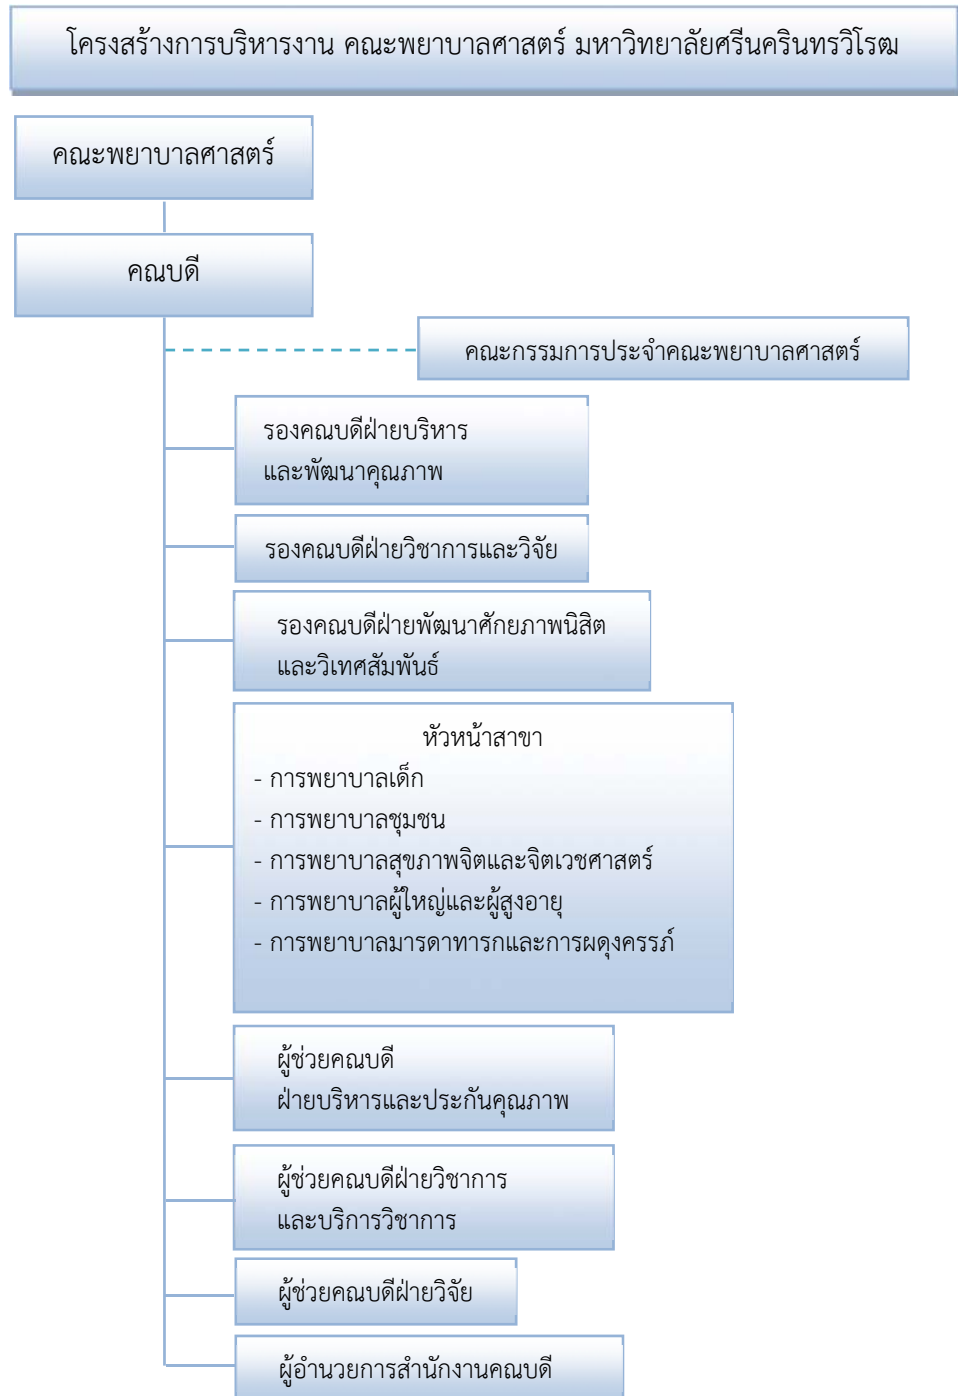 โครงสร้างการบริหารงาน คณะพยาบาลศาสตร์ มหาวิทยาลัยศรีนครินทรวิโรฒ
คณะพยาบาลศาสตร์
คณบดี
คณะกรรมการประจำคณะพยาบาลศาสตร์
รองคณบดีฝ่ายบริหาร
และพัฒนาคุณภาพ
รองคณบดีฝ่ายวิชาการและวิจัย
รองคณบดีฝ่ายพัฒนาศักยภาพนิสิต
และวิเทศสัมพันธ์
หัวหน้าสาขา
- การพยาบาลเด็ก
- การพยาบาลชุมชน
- การพยาบาลสุขภาพจิตและจิตเวชศาสตร์
- การพยาบาลผู้ใหญ่และผู้สูงอายุ
- การพยาบาลมารดาทารกและการผดุงครรภ์
ผู้ช่วยคณบดี
ฝ่ายบริหารและประกันคุณภาพ
ผู้ช่วยคณบดีฝ่ายวิชาการ
และบริการวิชาการ
ผู้ช่วยคณบดีฝ่ายวิจัย
ผู้อำนวยการสำนักงานคณบดี